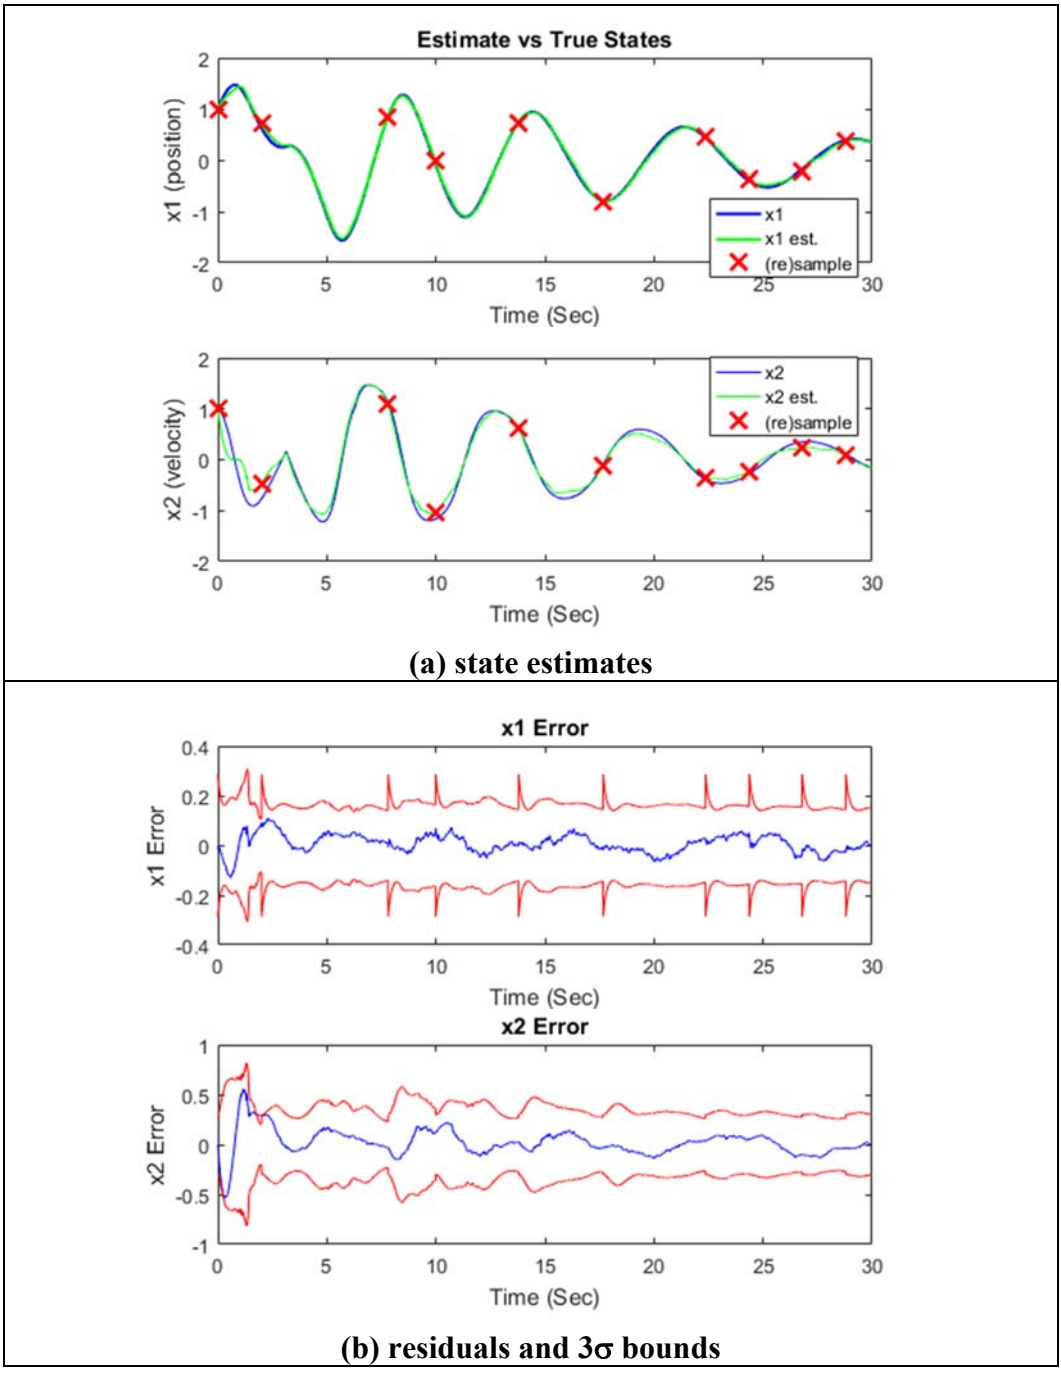 Estimate vs True States
2
1
0
-1
-2
x1 (position)
x1
x1 est.
(re)sample
0 5 10 15 20 25 30
Time (Sec)
2
1
0
-1
-2
x2 (velocity)
x2
x2 est.
(re)sample
0 5 10 15 20 25 30
Time (Sec)
(a) state estimates
x1 Error
0.4
0.2
0
-0.2
-0.4
x1 Error
0 5 10 15 20 25 30
Time (Sec)
x2 Error
1
0.5
0
-0.5
-1
x2 Error
0 5 10 15 20 25 30
Time (Sec)
(b) residuals and 3σ bounds